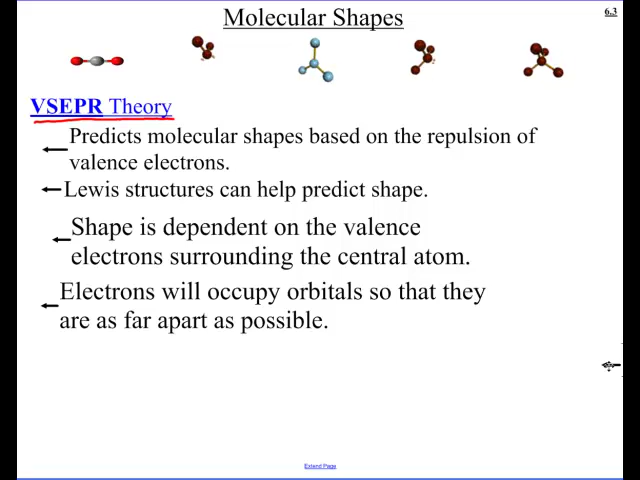 Molecular Shapes
6.3
VSEPR Theory
Predicts molecular shapes based on the repulsion of
valence electrons.
Lewis structures can help predict shape.
Shape is dependent on the valence
electrons surrounding the central atom.
Electrons will occupy orbitals so that they
are as far apart as possible.
Extend Page